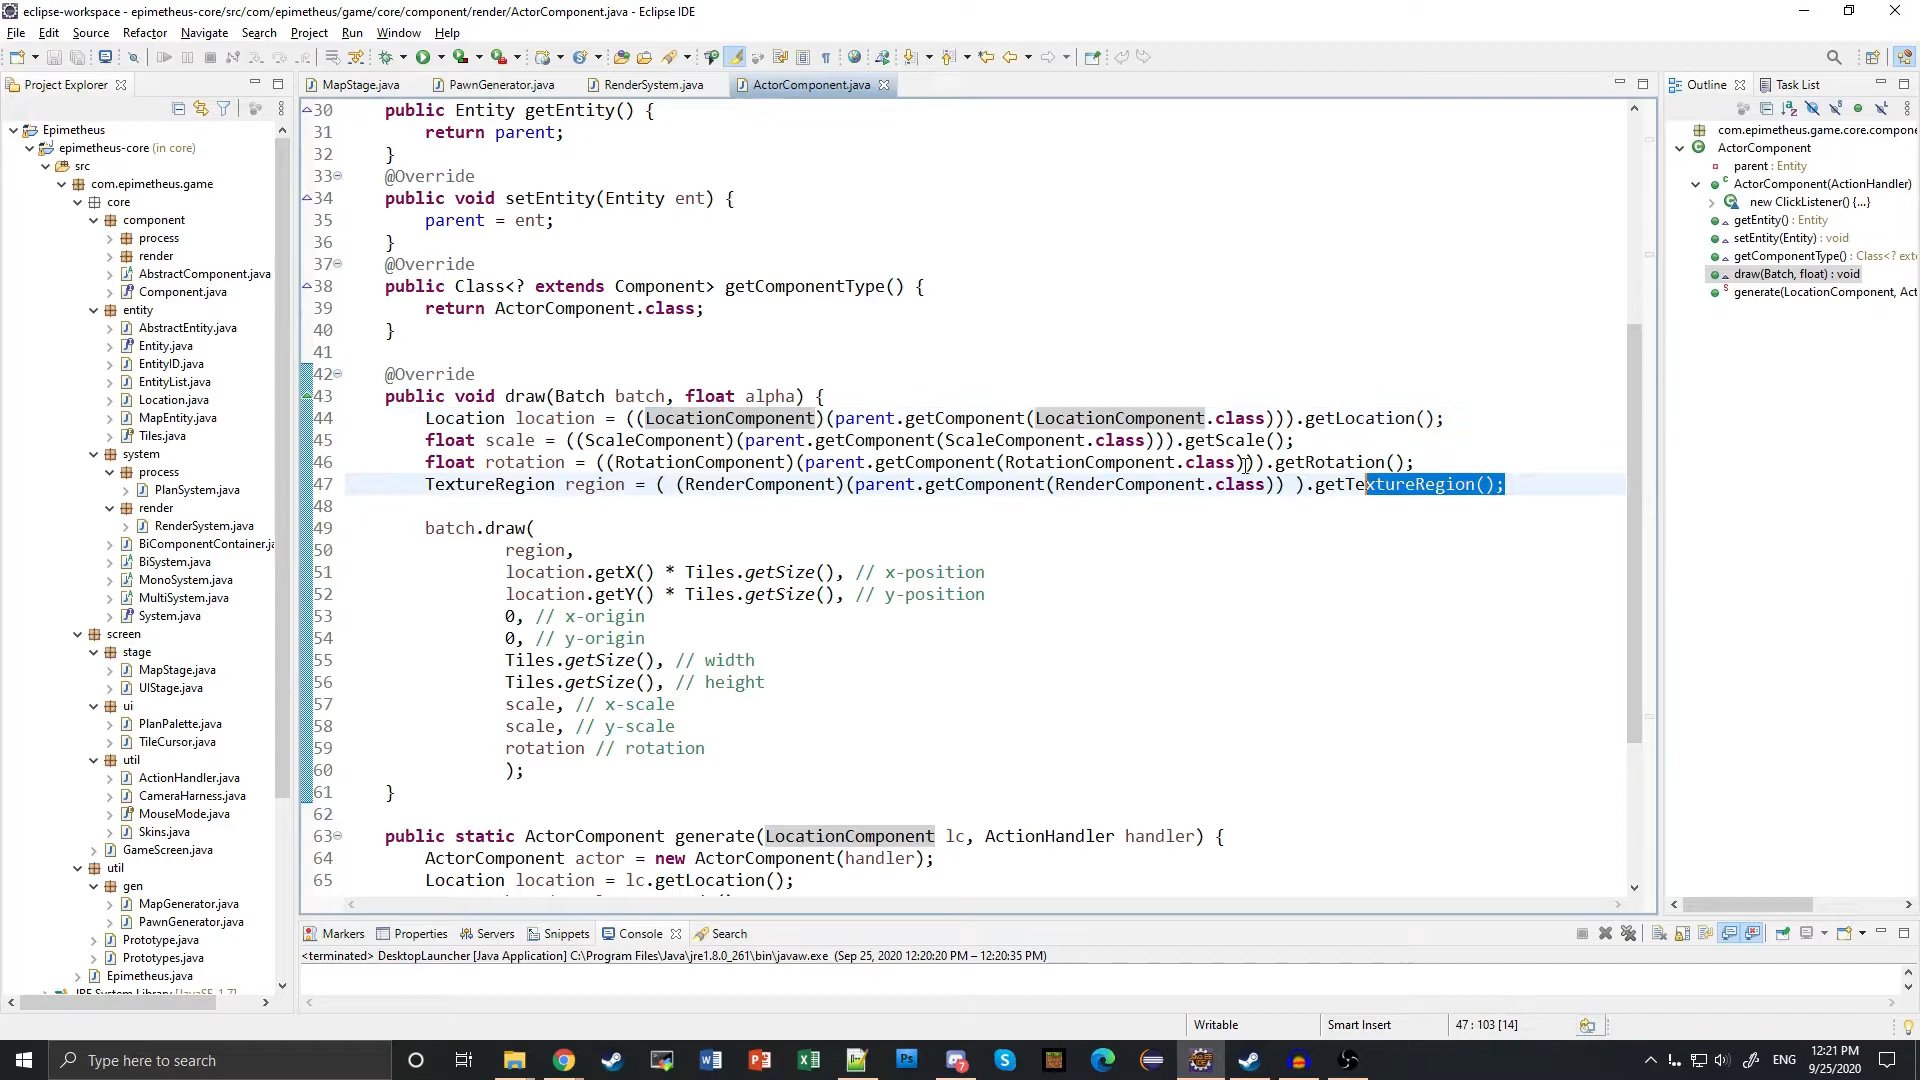 eclipse-workspace - epimetheus-core/src/com/epimetheus/game/core/component/render/ActorComponent.java - Eclipse IDE
File Edit Source Refactor Navigate Search Project Run Window Help
Project Explorer
Epimetheus
epimetheus-core (in core)
src
com.epimetheus.game
core
component
process
render
AbstractComponent.java
Component.java
entity
AbstractEntity.java
Entity.java
EntityID.java
EntityList.java
Location.java
MapEntity.java
Tiles.java
system
process
PlanSystem.java
render
RenderSystem.java
BiComponentContainer.ja
BiSystem.java
MonoSystem.java
MultiSystem.java
System.java
screen
stage
MapStage.java
UIStage.java
ui
PlanPalette.java
TileCursor.java
util
ActionHandler.java
CameraHarness.java
MouseMode.java
Skins.java
GameScreen.java
util
gen
MapGenerator.java
PawnGenerator.java
Prototype.java
Prototypes.java
Epimetheus.java
JRE System Library [JavaSE-1.7]
MapStage.java PawnGenerator.java RenderSystem.java ActorComponent.java
30 public Entity getEntity() {
31 return parent;
32 }
33 @Override
34 public void setEntity(Entity ent) {
35 parent = ent;
36 }
37 @Override
38 public Class<? extends Component> getComponentType() {
39 return ActorComponent.class;
40 }
41
42 @Override
43 public void draw(Batch batch, float alpha) {
44 Location location = ((LocationComponent)(parent.getComponent(LocationComponent.class))).getLocation();
45 float scale = ((ScaleComponent)(parent.getComponent(ScaleComponent.class))).getScale();
46 float rotation = ((RotationComponent)(parent.getComponent(RotationComponent.class))).getRotation();
47 TextureRegion region = ( (RenderComponent)(parent.getComponent(RenderComponent.class)) ).getTextureRegion();
48
49 batch.draw(
50 region,
51 location.getX() * Tiles.getSize(), // x-position
52 location.getY() * Tiles.getSize(), // y-position
53 0, // x-origin
54 0, // y-origin
55 Tiles.getSize(), // width
56 Tiles.getSize(), // height
57 scale, // x-scale
58 scale, // y-scale
59 rotation // rotation
60 );
61 }
62
63 public static ActorComponent generate(LocationComponent lc, ActionHandler handler) {
64 ActorComponent actor = new ActorComponent(handler);
65 Location location = lc.getLocation();
Outline Task List
com.epimetheus.game.core.compone
ActorComponent
parent : Entity
ActorComponent(ActionHandler)
new ClickListener() {...}
getEntity() : Entity
setEntity(Entity) : void
getComponentType() : Class<? ext
draw(Batch, float) : void
generate(LocationComponent, Act
Markers Properties Servers Snippets Console Search
<terminated> DesktopLauncher [Java Application] C:\Program Files\Java\jre1.8.0_261\bin\javaw.exe (Sep 25, 2020 12:20:20 PM – 12:20:35 PM)
Writable Smart Insert 47 : 103 [14]
Type here to search
ENG
12:21 PM
9/25/2020